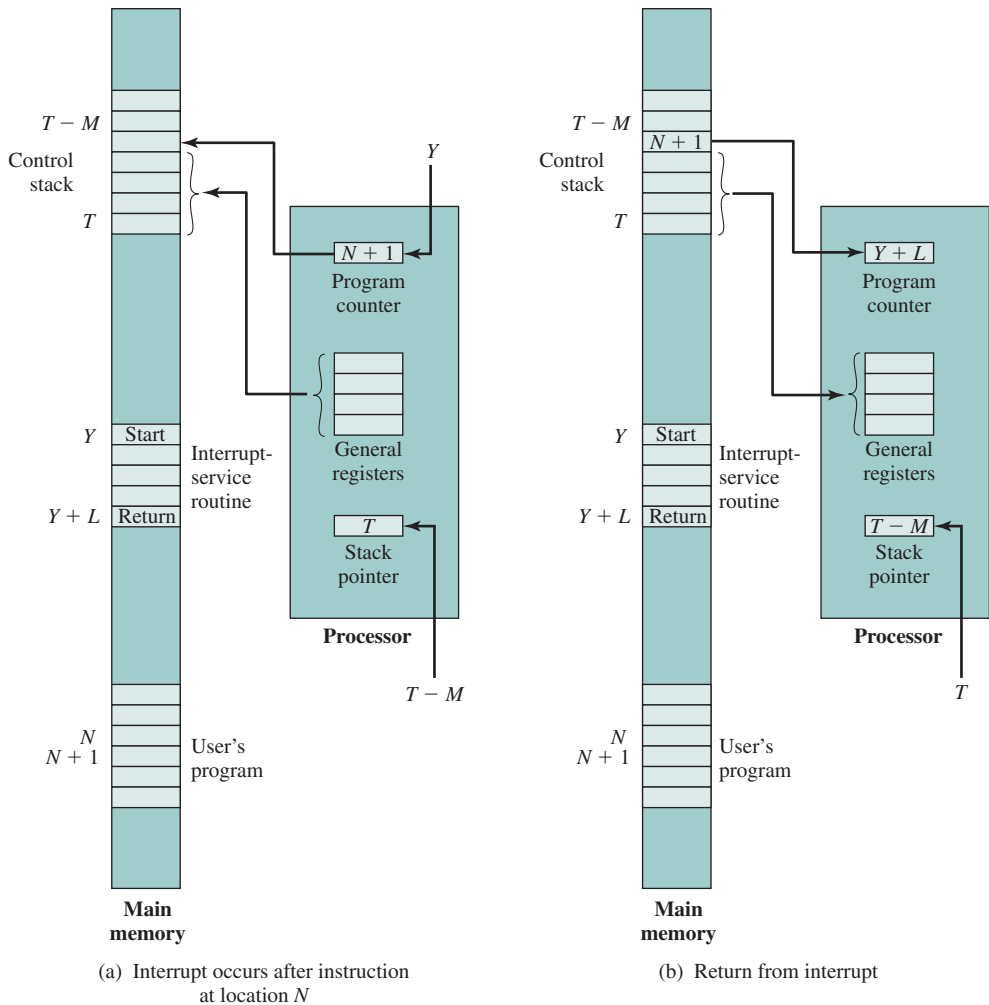 T − M
Control
stack
T
Y
Start
Interrupt-
service
routine
Y + L
Return
N
N + 1
User's
program
Main
memory
Y
N + 1
Program
counter
General
registers
T
Stack
pointer
Processor
T − M
(a) Interrupt occurs after instruction
at location N
T − M
N + 1
Control
stack
T
Y
Start
Interrupt-
service
routine
Y + L
Return
N
N + 1
User's
program
Main
memory
Y + L
Program
counter
General
registers
T − M
Stack
pointer
Processor
T
(b) Return from interrupt